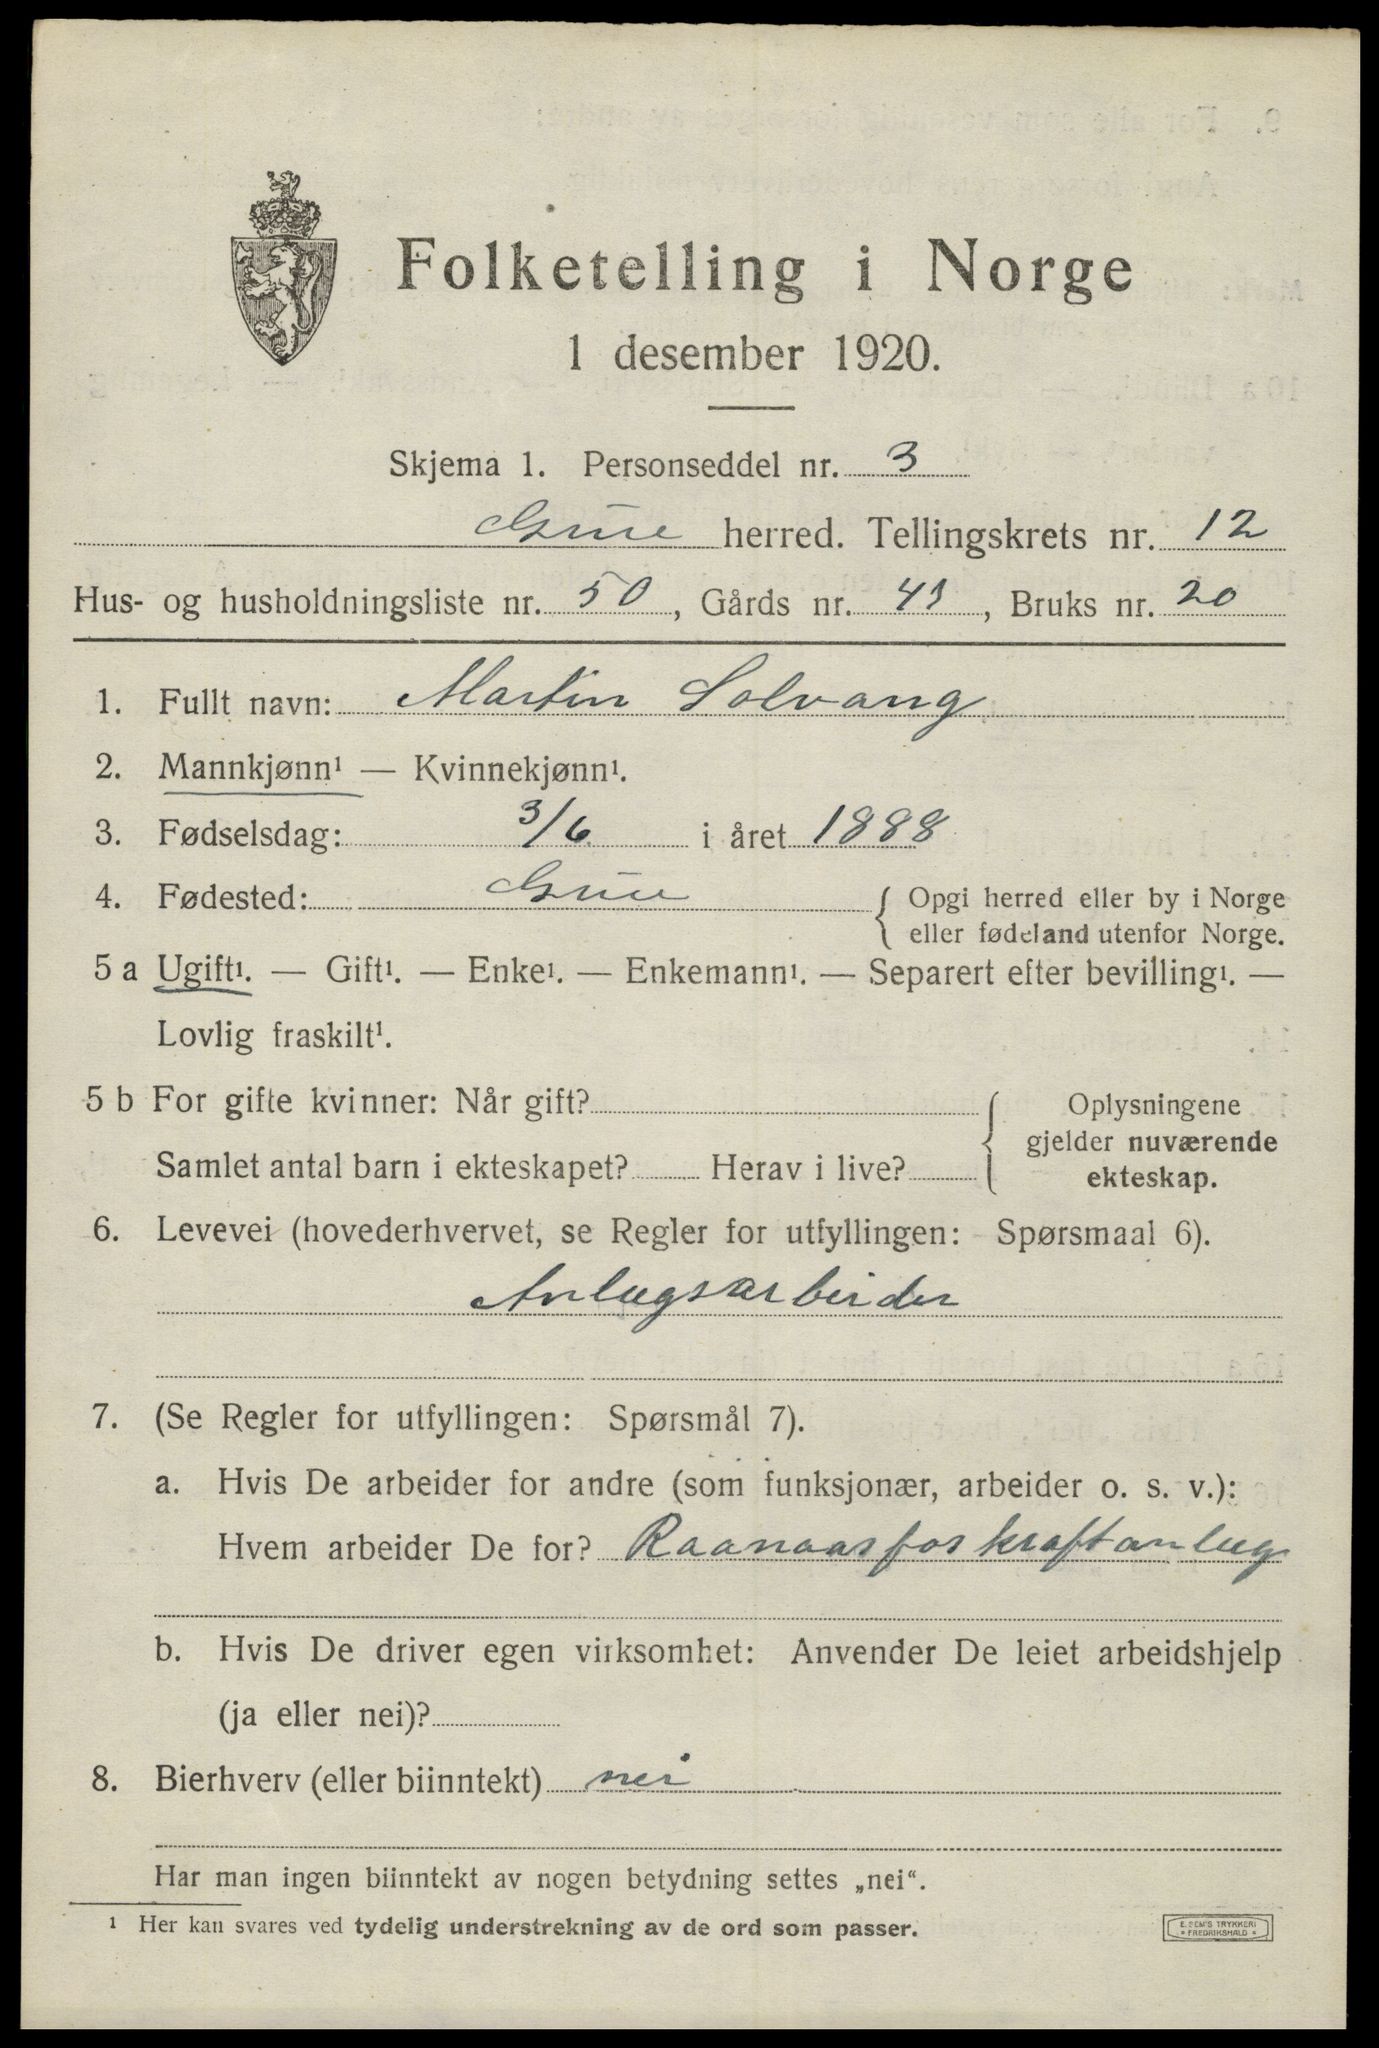 Folketelling i Norge
1 desember 1920.
Skjema 1. Personseddel nr. 3
Grue herred. Tellingskrets nr. 12
Hus- og husholdningsliste nr. 50, Gårds nr. 43, Bruks nr. 20
1. Fullt navn: Martin Solvang
2. Mannkjønn¹ — Kvinnekjønn¹.
3. Fødselsdag: 3/6 i året 1888
4. Fødested: Grue { Opgi herred eller by i Norge
eller fødeland utenfor Norge.
5 a Ugift¹. — Gift¹. — Enke¹. — Enkemann¹. — Separert efter bevilling¹. —
Lovlig fraskilt¹.
5 b For gifte kvinner: Når gift? { Oplysningene
gjelder nuværende
Samlet antal barn i ekteskapet? Herav i live?
ekteskap.
6. Levevei (hovederhvervet, se Regler for utfyllingen: Spørsmaal 6).
Anlægsarbeider
7. (Se Regler for utfyllingen: Spørsmål 7).
a. Hvis De arbeider for andre (som funksjonær, arbeider o. s. v.):
Hvem arbeider De for? Raanaasfos kraftanlæg
b. Hvis De driver egen virksomhet: Anvender De leiet arbeidshjelp
(ja eller nei)?
8. Bierhverv (eller biinntekt) nei
Har man ingen biinntekt av nogen betydning settes „nei“.
¹ Her kan svares ved tydelig understrekning av de ord som passer.
E. SEM'S TRYKKERI
• FREDRIKSHALD •